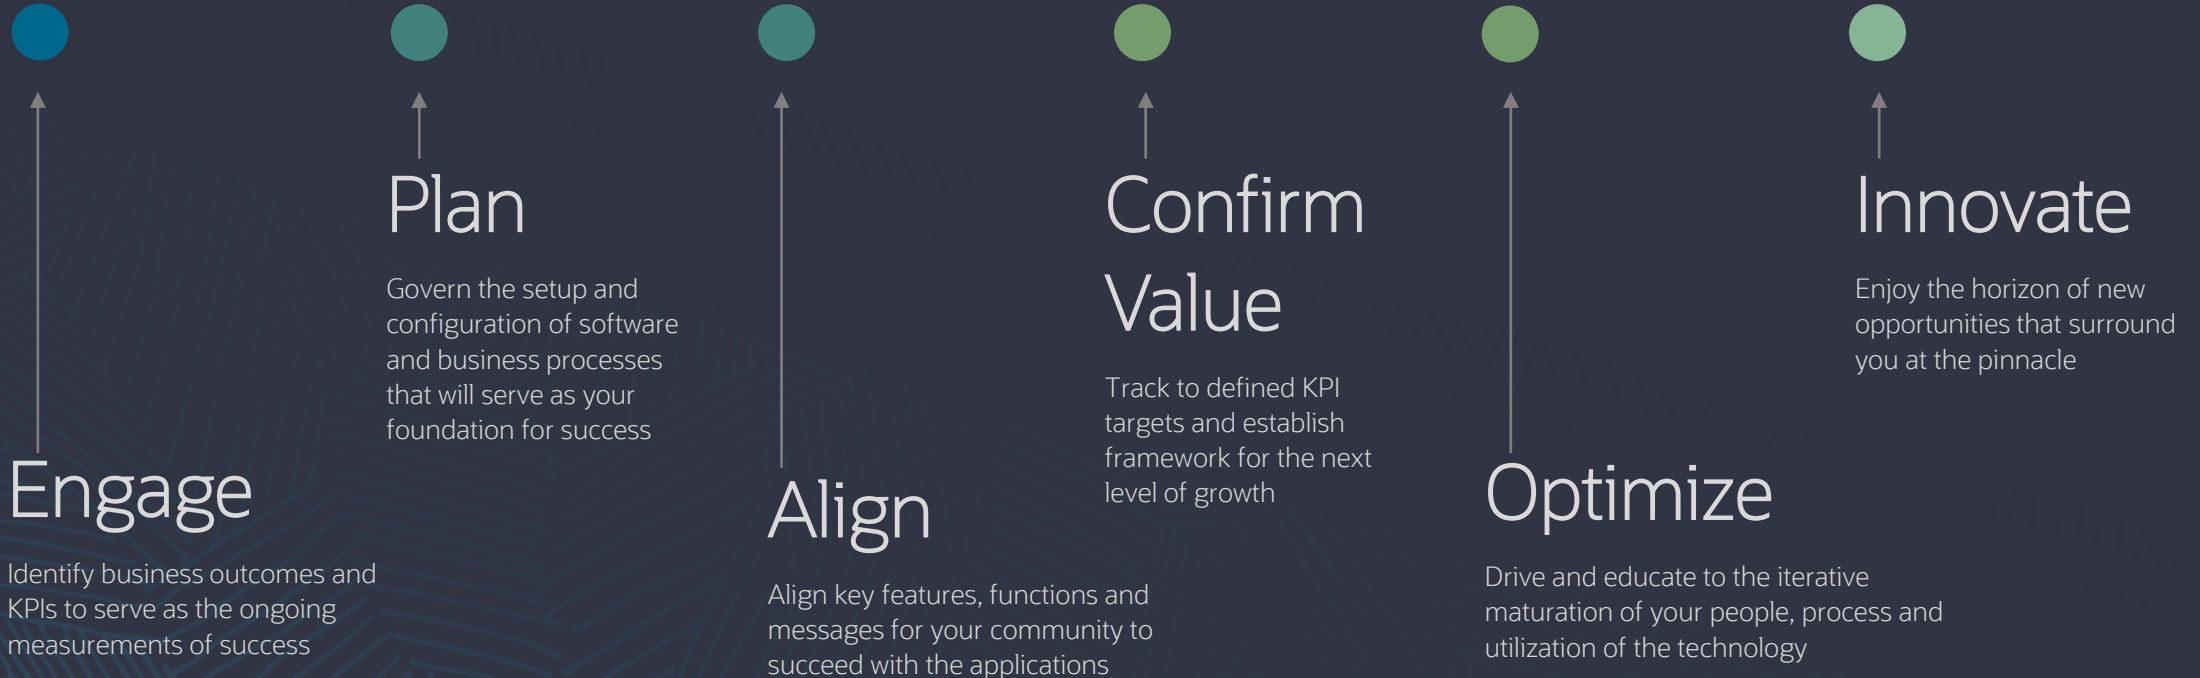 Engage
Identify business outcomes and
KPIs to serve as the ongoing
measurements of success
Plan
Govern the setup and
configuration of software
and business processes
that will serve as your
foundation for success
Align
Align key features, functions and
messages for your community to
succeed with the applications
Confirm
Value
Track to defined KPI
targets and establish
framework for the next
level of growth
Optimize
Drive and educate to the iterative
maturation of your people, process and
utilization of the technology
Innovate
Enjoy the horizon of new
opportunities that surround
you at the pinnacle